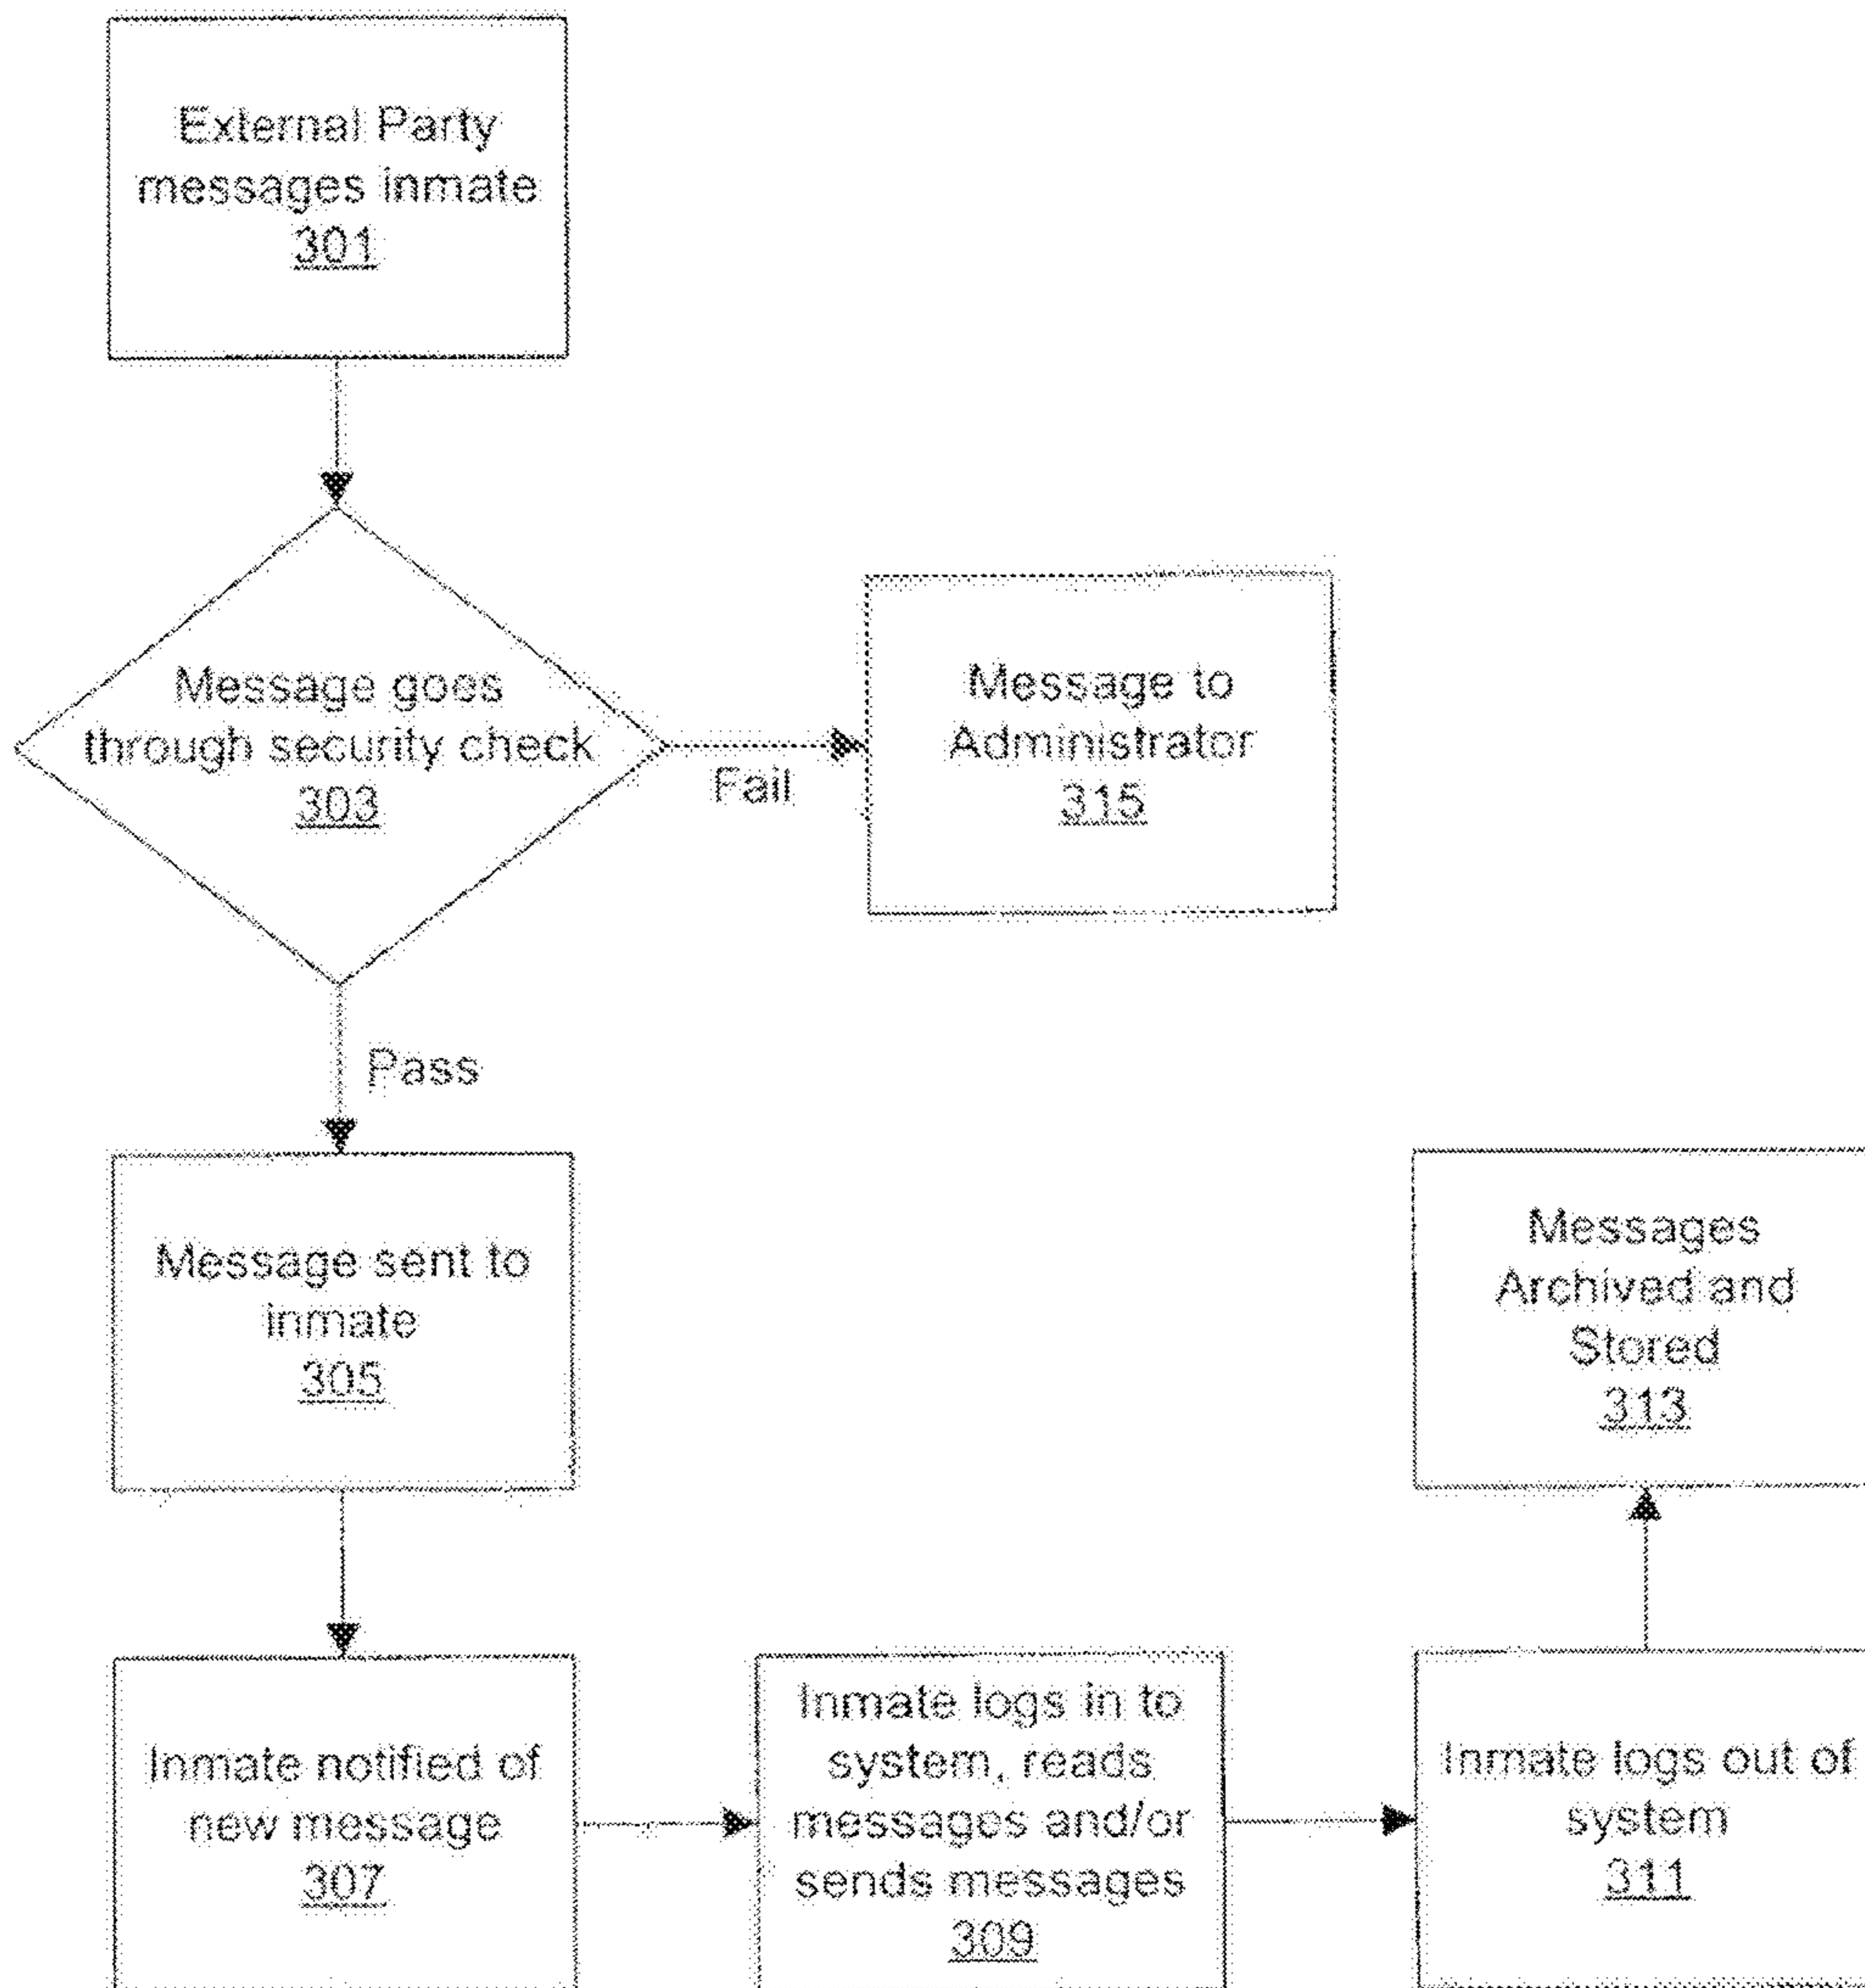 External Party
messages inmate
301
Message goes
through security check
303
Fail
Message to
Administrator
315
Pass
Message sent to
inmate
305
Messages
Archived and
Stored
313
Inmate notified of
new message
307
Inmate logs in to
system, reads
messages and/or
sends messages
309
Inmate logs out of
system
311